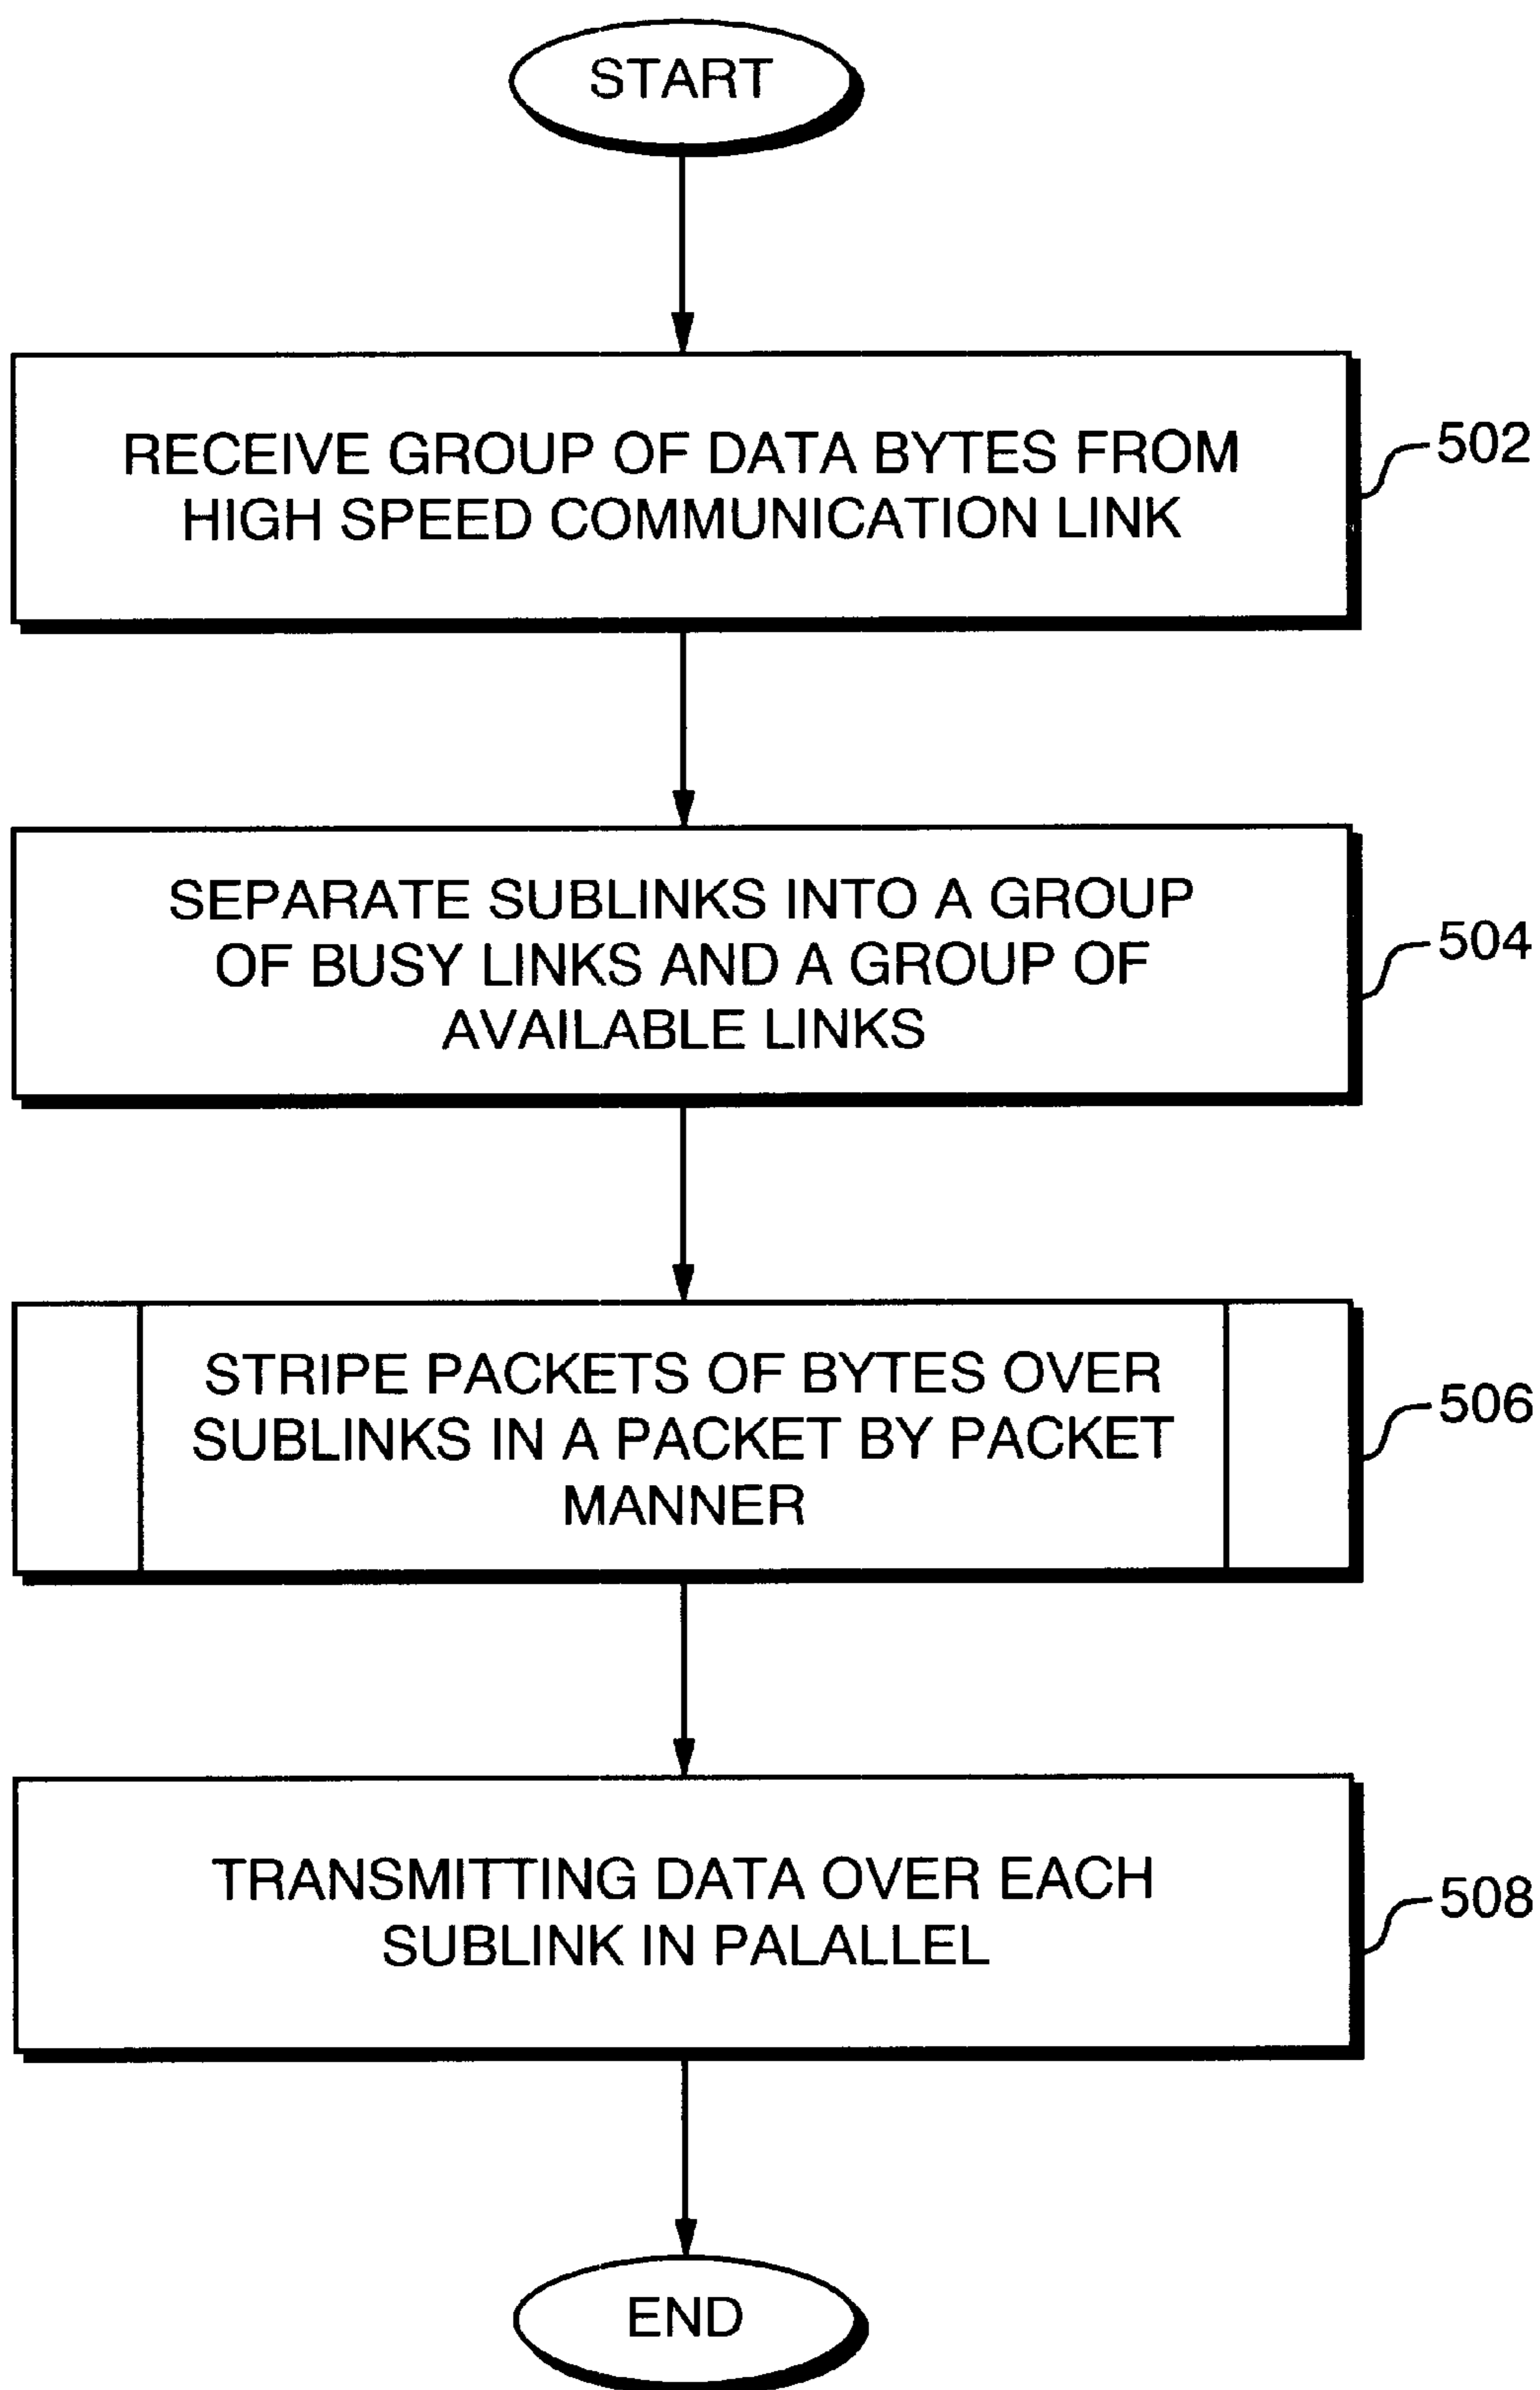 START
RECEIVE GROUP OF DATA BYTES FROM
HIGH SPEED COMMUNICATION LINK
502
SEPARATE SUBLINKS INTO A GROUP
OF BUSY LINKS AND A GROUP OF
AVAILABLE LINKS
504
STRIPE PACKETS OF BYTES OVER
SUBLINKS IN A PACKET BY PACKET
MANNER
506
TRANSMITTING DATA OVER EACH
SUBLINK IN PALALLEL
508
END